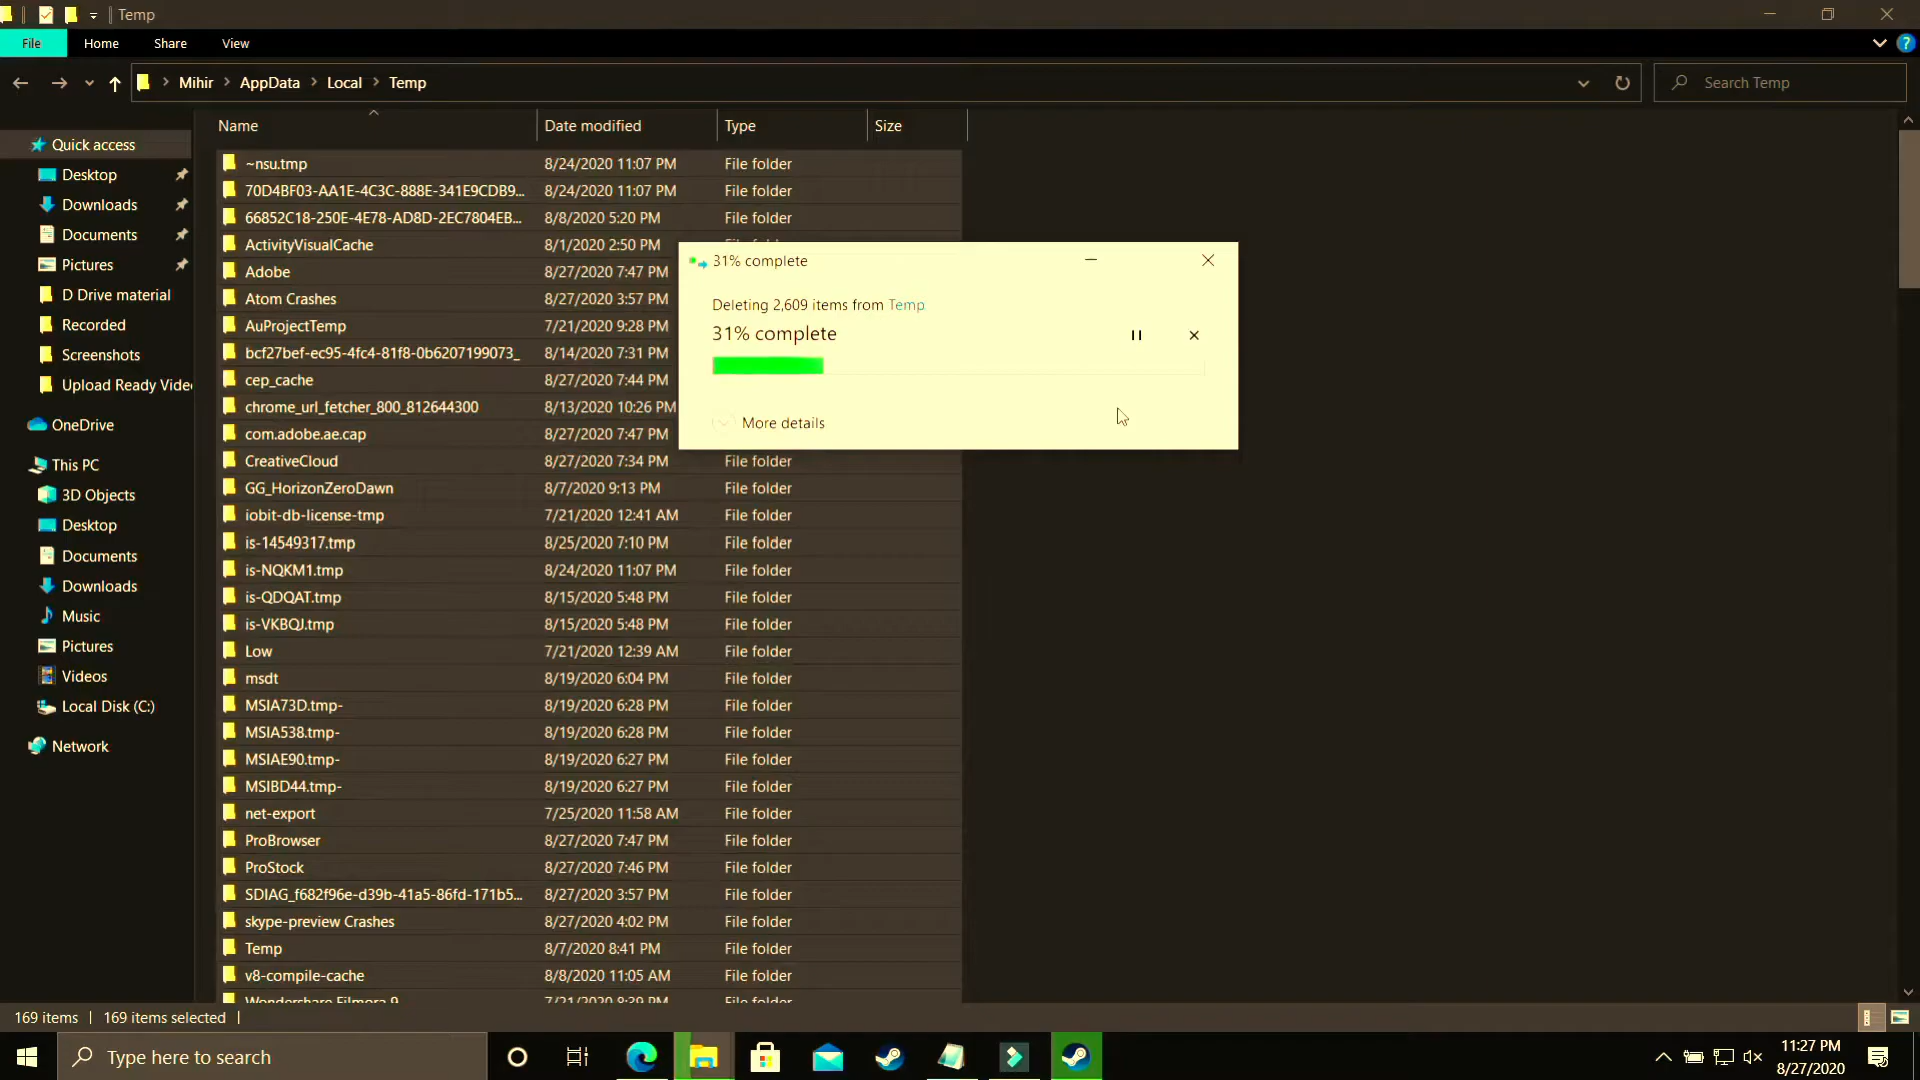 Temp
File
Home
Share
View
Mihir
AppData
Local
Temp
Search Temp
Name
Date modified
Type
Size
Quick access
Desktop
Downloads
Documents
Pictures
D Drive material
Recorded
Screenshots
Upload Ready Vide
OneDrive
This PC
3D Objects
Desktop
Documents
Downloads
Music
Pictures
Videos
Local Disk (C:)
Network
~nsu.tmp 8/24/2020 11:07 PM File folder
70D4BF03-AA1E-4C3C-888E-341E9CDB9... 8/24/2020 11:07 PM File folder
66852C18-250E-4E78-AD8D-2EC7804EB... 8/8/2020 5:20 PM File folder
ActivityVisualCache 8/1/2020 2:50 PM File folder
Adobe 8/27/2020 7:47 PM
Atom Crashes 8/27/2020 3:57 PM
AuProjectTemp 7/21/2020 9:28 PM
bcf27bef-ec95-4fc4-81f8-0b6207199073_ 8/14/2020 7:31 PM
cep_cache 8/27/2020 7:44 PM
chrome_url_fetcher_800_812644300 8/13/2020 10:26 PM
com.adobe.ae.cap 8/27/2020 7:47 PM
CreativeCloud 8/27/2020 7:34 PM File folder
GG_HorizonZeroDawn 8/7/2020 9:13 PM File folder
iobit-db-license-tmp 7/21/2020 12:41 AM File folder
is-14549317.tmp 8/25/2020 7:10 PM File folder
is-NQKM1.tmp 8/24/2020 11:07 PM File folder
is-QDQAT.tmp 8/15/2020 5:48 PM File folder
is-VKBQJ.tmp 8/15/2020 5:48 PM File folder
Low 7/21/2020 12:39 AM File folder
msdt 8/19/2020 6:04 PM File folder
MSIA73D.tmp- 8/19/2020 6:28 PM File folder
MSIA538.tmp- 8/19/2020 6:28 PM File folder
MSIAE90.tmp- 8/19/2020 6:27 PM File folder
MSIBD44.tmp- 8/19/2020 6:27 PM File folder
net-export 7/25/2020 11:58 AM File folder
ProBrowser 8/27/2020 7:47 PM File folder
ProStock 8/27/2020 7:46 PM File folder
SDIAG_f682f96e-d39b-41a5-86fd-171b5... 8/27/2020 3:57 PM File folder
skype-preview Crashes 8/27/2020 4:02 PM File folder
Temp 8/7/2020 8:41 PM File folder
v8-compile-cache 8/8/2020 11:05 AM File folder
Wondershare Filmora 9 7/21/2020 8:39 PM File folder
31% complete
Deleting 2,609 items from Temp
31% complete
More details
169 items
169 items selected
Type here to search
11:27 PM
8/27/2020